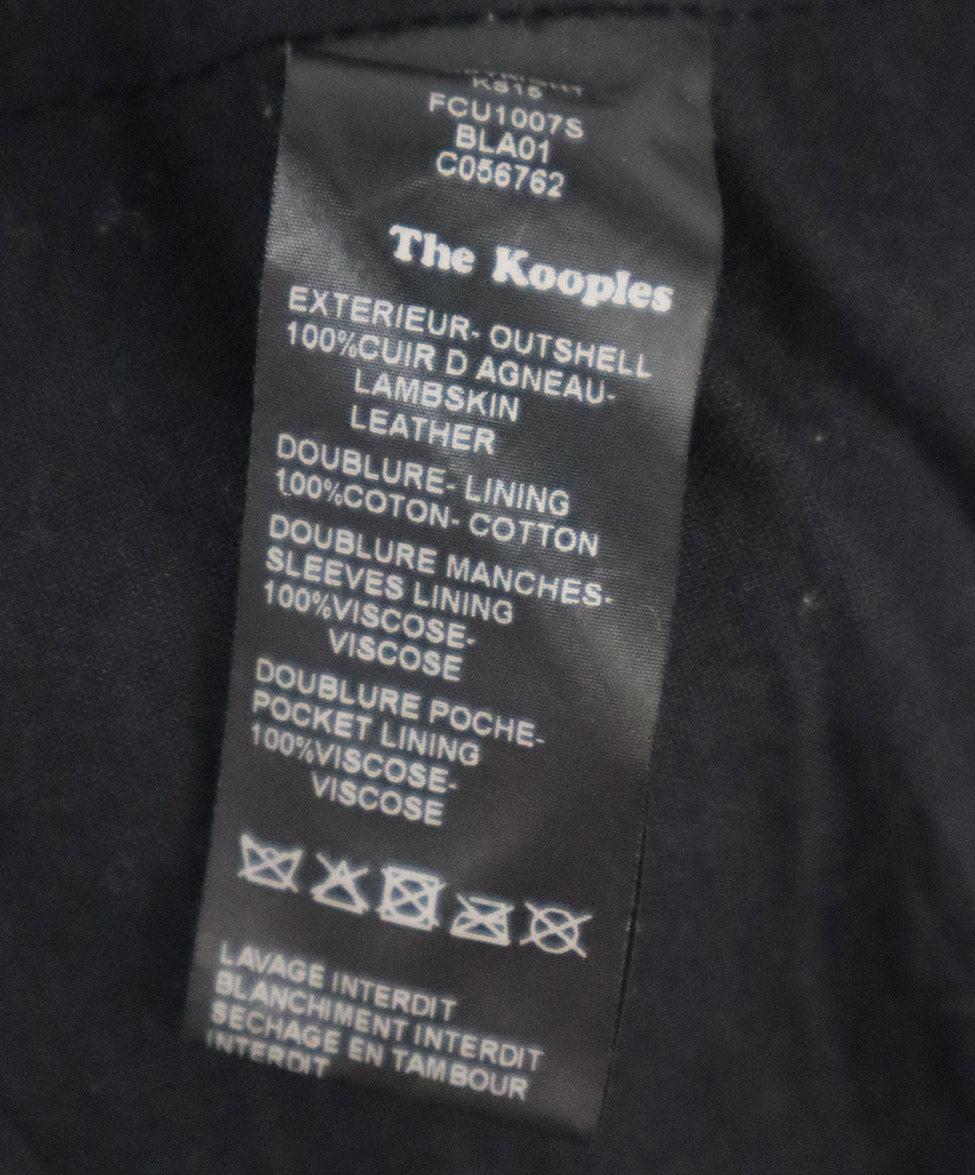 KS15
FCU1007S
BLA01
C056762
The Kooples
EXTERIEUR- OUTSHELL
100%CUIR D AGNEAU-
LAMBSKIN
LEATHER
DOUBLURE- LINING
100%COTON- COTTON
DOUBLURE MANCHES-
SLEEVES LINING
100%VISCOSE-
VISCOSE
DOUBLURE POCHE-
POCKET LINING
100%VISCOSE-
VISCOSE
LAVAGE INTERDIT
BLANCHIMENT INTERDIT
SECHAGE EN TAMBOUR
INTERDIT